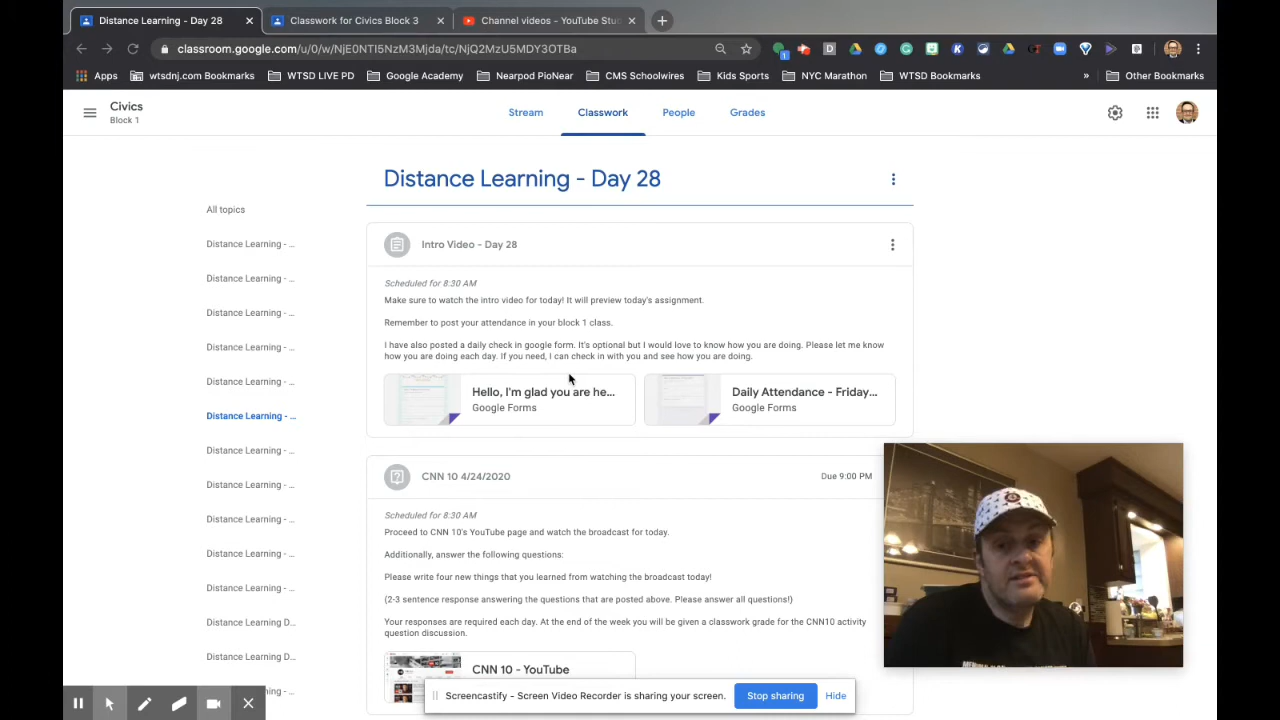 Distance Learning - Day 28
Classwork for Civics Block 3
Channel videos - YouTube Stu
classroom.google.com/u/0/w/NjE0NTI5NzM3Mjda/tc/NjQ2MzU5MDY3OTBa
Apps
wtsdnj.com Bookmarks
WTSD LIVE PD
Google Academy
Nearpod PioNear
CMS Schoolwires
Kids Sports
NYC Marathon
WTSD Bookmarks
»
Other Bookmarks
Civics
Block 1
Stream
Classwork
People
Grades
Distance Learning - Day 28
All topics
Distance Learning - ...
Distance Learning - ...
Distance Learning - ...
Distance Learning - ...
Distance Learning - ...
Distance Learning - ...
Distance Learning - ...
Distance Learning - ...
Distance Learning - ...
Distance Learning - ...
Distance Learning - ...
Distance Learning D...
Distance Learning D...
ng - ...
Intro Video - Day 28
Scheduled for 8:30 AM
Make sure to watch the intro video for today! It will preview today's assignment.
Remember to post your attendance in your block 1 class.
I have also posted a daily check in google form. It's optional but I would love to know how you are doing. Please let me know
how you are doing each day. If you need, I can check in with you and see how you are doing.
Hello, I'm glad you are he...
Google Forms
Daily Attendance - Friday...
Google Forms
CNN 10 4/24/2020
Due 9:00 PM
Scheduled for 8:30 AM
Proceed to CNN 10's YouTube page and watch the broadcast for today.
Additionally, answer the following questions:
Please write four new things that you learned from watching the broadcast today!
(2-3 sentence response answering the questions that are posted above. Please answer all questions!)
Your responses are required each day. At the end of the week you will be given a classwork grade for the CNN10 activity
question discussion.
CNN 10 - YouTube
Screencastify - Screen Video Recorder is sharing your screen.
Stop sharing
Hide